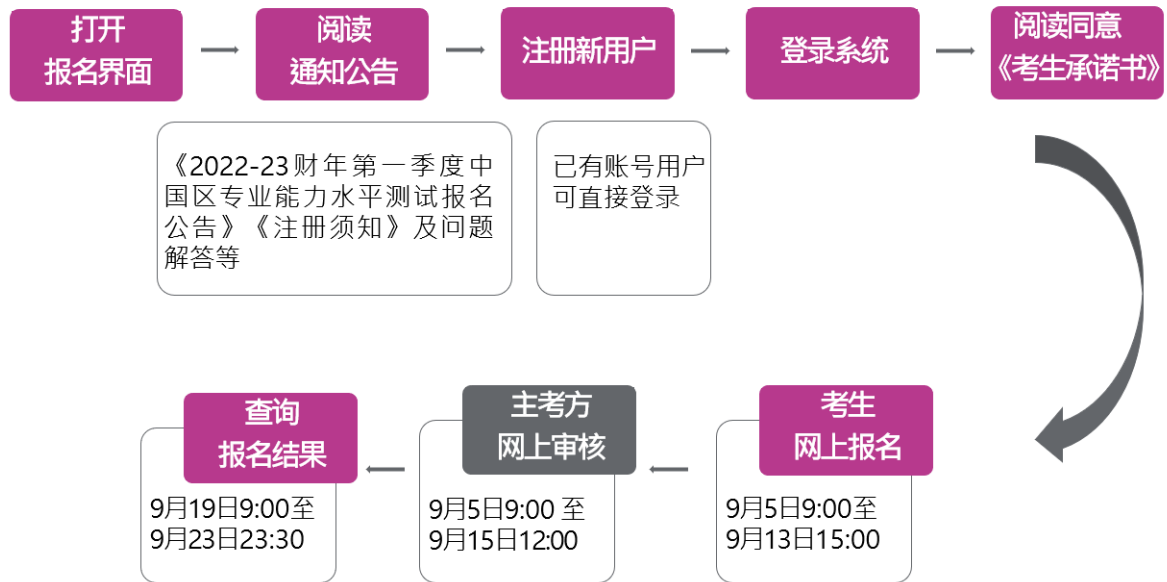 打开
报名界面
阅读
通知公告
注册新用户
登录系统
阅读同意
《考生承诺书》
《2022-23财年第一季度中
国区专业能力水平测试报名
公告》《注册须知》及问题
解答等
已有账号用户
可直接登录
查询
报名结果
9月19日9:00至
9月23日23:30
主考方
网上审核
9月5日9:00 至
9月15日12:00
考生
网上报名
9月5日9:00至
9月13日15:00